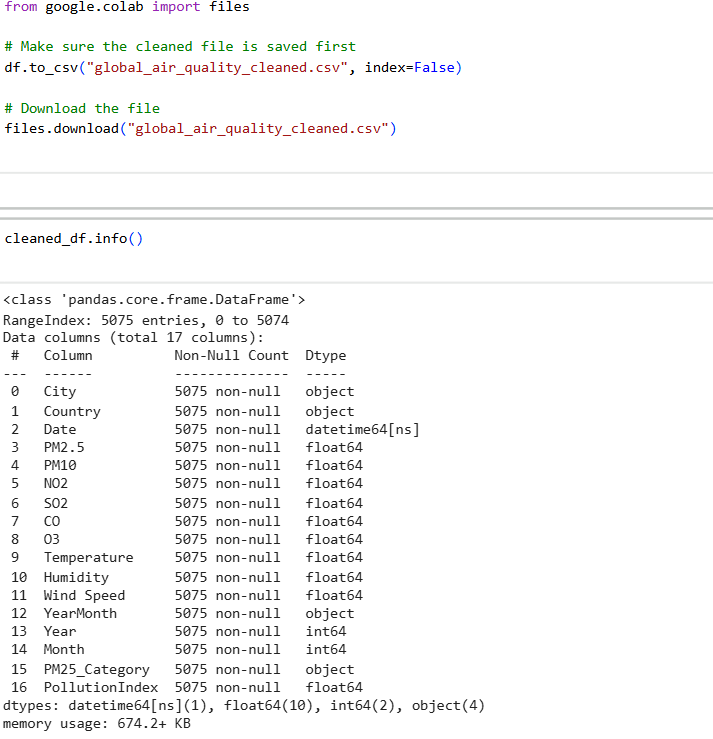 from google.colab import files
# Make sure the cleaned file is saved first
df.to_csv("global_air_quality_cleaned.csv", index=False)
# Download the file
files.download("global_air_quality_cleaned.csv")
cleaned_df.info()
<class 'pandas.core.frame.DataFrame'>
RangeIndex: 5075 entries, 0 to 5074
Data columns (total 17 columns):
 #   Column          Non-Null Count  Dtype
---  ------          --------------  -----
 0   City            5075 non-null   object
 1   Country         5075 non-null   object
 2   Date            5075 non-null   datetime64[ns]
 3   PM2.5           5075 non-null   float64
 4   PM10            5075 non-null   float64
 5   NO2             5075 non-null   float64
 6   SO2             5075 non-null   float64
 7   CO              5075 non-null   float64
 8   O3              5075 non-null   float64
 9   Temperature     5075 non-null   float64
 10  Humidity        5075 non-null   float64
 11  Wind Speed      5075 non-null   float64
 12  YearMonth       5075 non-null   object
 13  Year            5075 non-null   int64
 14  Month           5075 non-null   int64
 15  PM25_Category   5075 non-null   object
 16  PollutionIndex  5075 non-null   float64
dtypes: datetime64[ns](1), float64(10), int64(2), object(4)
memory usage: 674.2+ KB